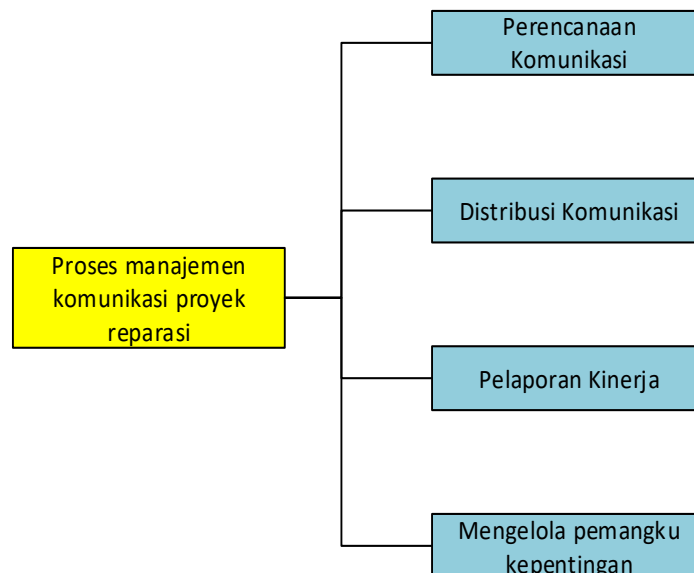 Perencanaan
Komunikasi
Distribusi Komunikasi
Proses manajemen
komunikasi proyek
reparasi
Pelaporan Kinerja
Mengelola pemangku
kepentingan